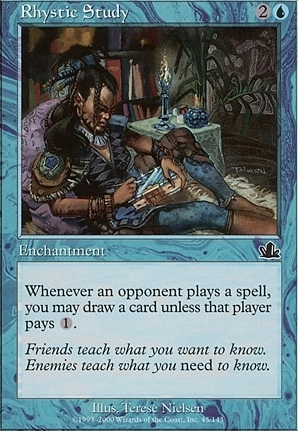 Rhystic Study 2
Enchantment
Whenever an opponent plays a spell,
you may draw a card unless that player
pays 1.
Friends teach what you want to know.
Enemies teach what you need to know.
Illus. Terese Nielsen
©1993-2000 Wizards of the Coast, Inc. 45/143